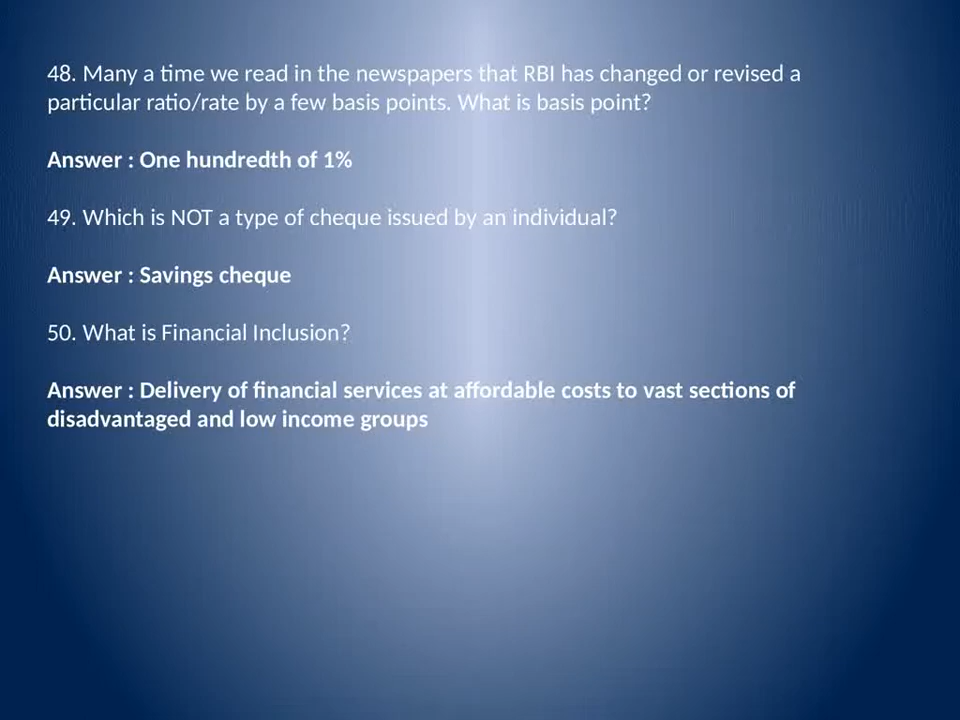 48. Many a time we read in the newspapers that RBI has changed or revised a
particular ratio/rate by a few basis points. What is basis point?
Answer : One hundredth of 1%
49. Which is NOT a type of cheque issued by an individual?
Answer : Savings cheque
50. What is Financial Inclusion?
Answer : Delivery of financial services at affordable costs to vast sections of
disadvantaged and low income groups